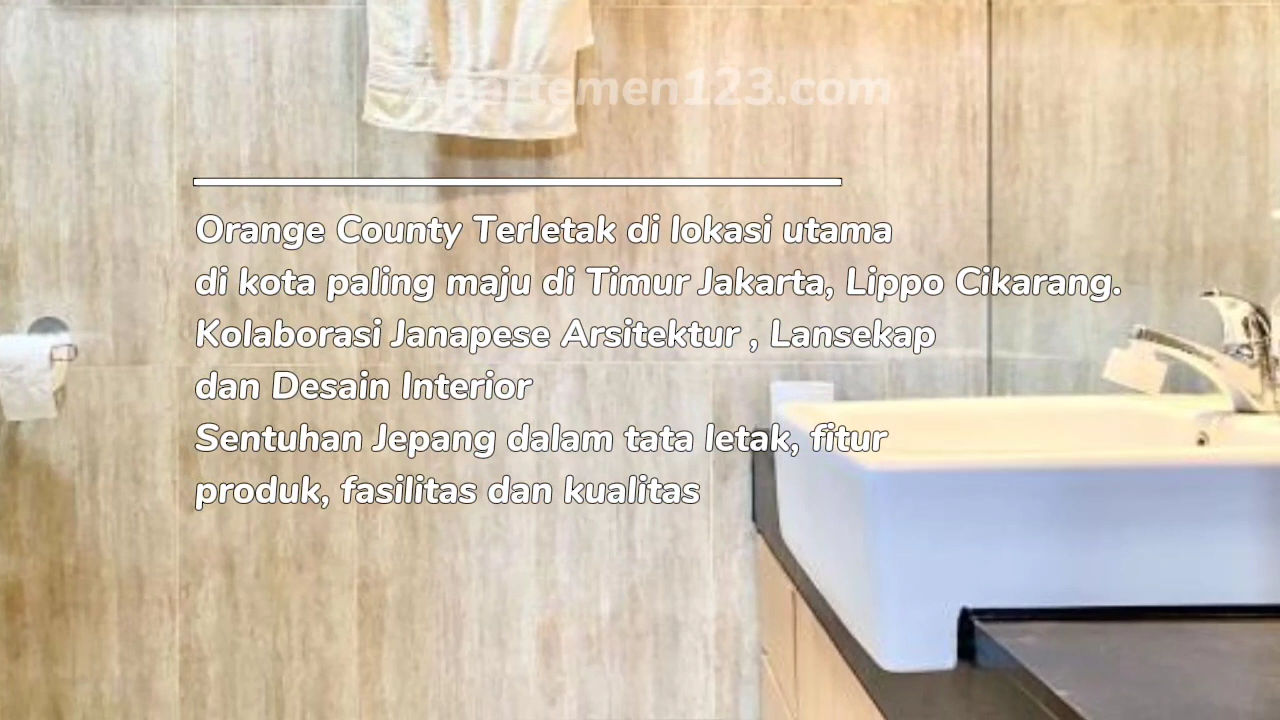 Apartemen123.com
Orange County Terletak di lokasi utama
di kota paling maju di Timur Jakarta, Lippo Cikarang.
Kolaborasi Janapese Arsitektur , Lansekap
dan Desain Interior
Sentuhan Jepang dalam tata letak, fitur
produk, fasilitas dan kualitas